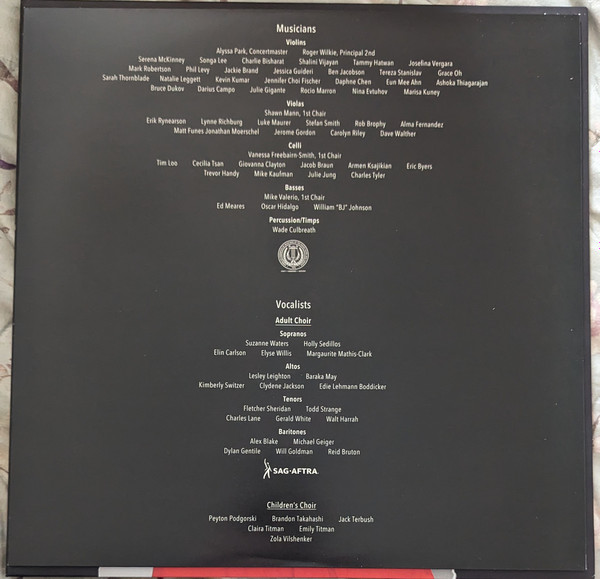 Musicians
Violins
Alyssa Park, Concertmaster Roger Wilkie, Principal 2nd
Serena McKinney Songa Lee Charlie Bisharat Shalini Vijayan Tammy Hatwan Josefina Vergara
Mark Robertson Phil Levy Jackie Brand Jessica Guideri Ben Jacobson Tereza Stanislav Grace Oh
Sarah Thornblade Natalie Leggett Kevin Kumar Jennifer Choi Fischer Daphne Chen Eun Mee Ahn Ashoka Thiagarajan
Bruce Dukov Darius Campo Julie Gigante Rocio Marron Nina Evtuhov Marisa Kuney
Violas
Shawn Mann, 1st Chair
Erik Rynearson Lynne Richburg Luke Maurer Stefan Smith Rob Brophy Alma Fernandez
Matt Funes Jonathan Moerschel Jerome Gordon Carolyn Riley Dave Walther
Celli
Vanessa Freebairn-Smith, 1st Chair
Tim Loo Cecilia Tsan Giovanna Clayton Jacob Braun Armen Ksajikian Eric Byers
Trevor Handy Mike Kaufman Julie Jung Charles Tyler
Basses
Mike Valerio, 1st Chair
Ed Meares Oscar Hidalgo William "BJ" Johnson
Percussion/Timps
Wade Culbreath
Vocalists
Adult Choir
Sopranos
Suzanne Waters Holly Sedillos
Elin Carlson Elyse Willis Margaurite Mathis-Clark
Altos
Lesley Leighton Baraka May
Kimberly Switzer Clydene Jackson Edie Lehmann Boddicker
Tenors
Fletcher Sheridan Todd Strange
Charles Lane Gerald White Walt Harrah
Baritones
Alex Blake Michael Geiger
Dylan Gentile Will Goldman Reid Bruton
SAG·AFTRA.
Children's Choir
Peyton Podgorski Brandon Takahashi Jack Terbush
Claira Titman Emily Titman
Zola Vilshenker